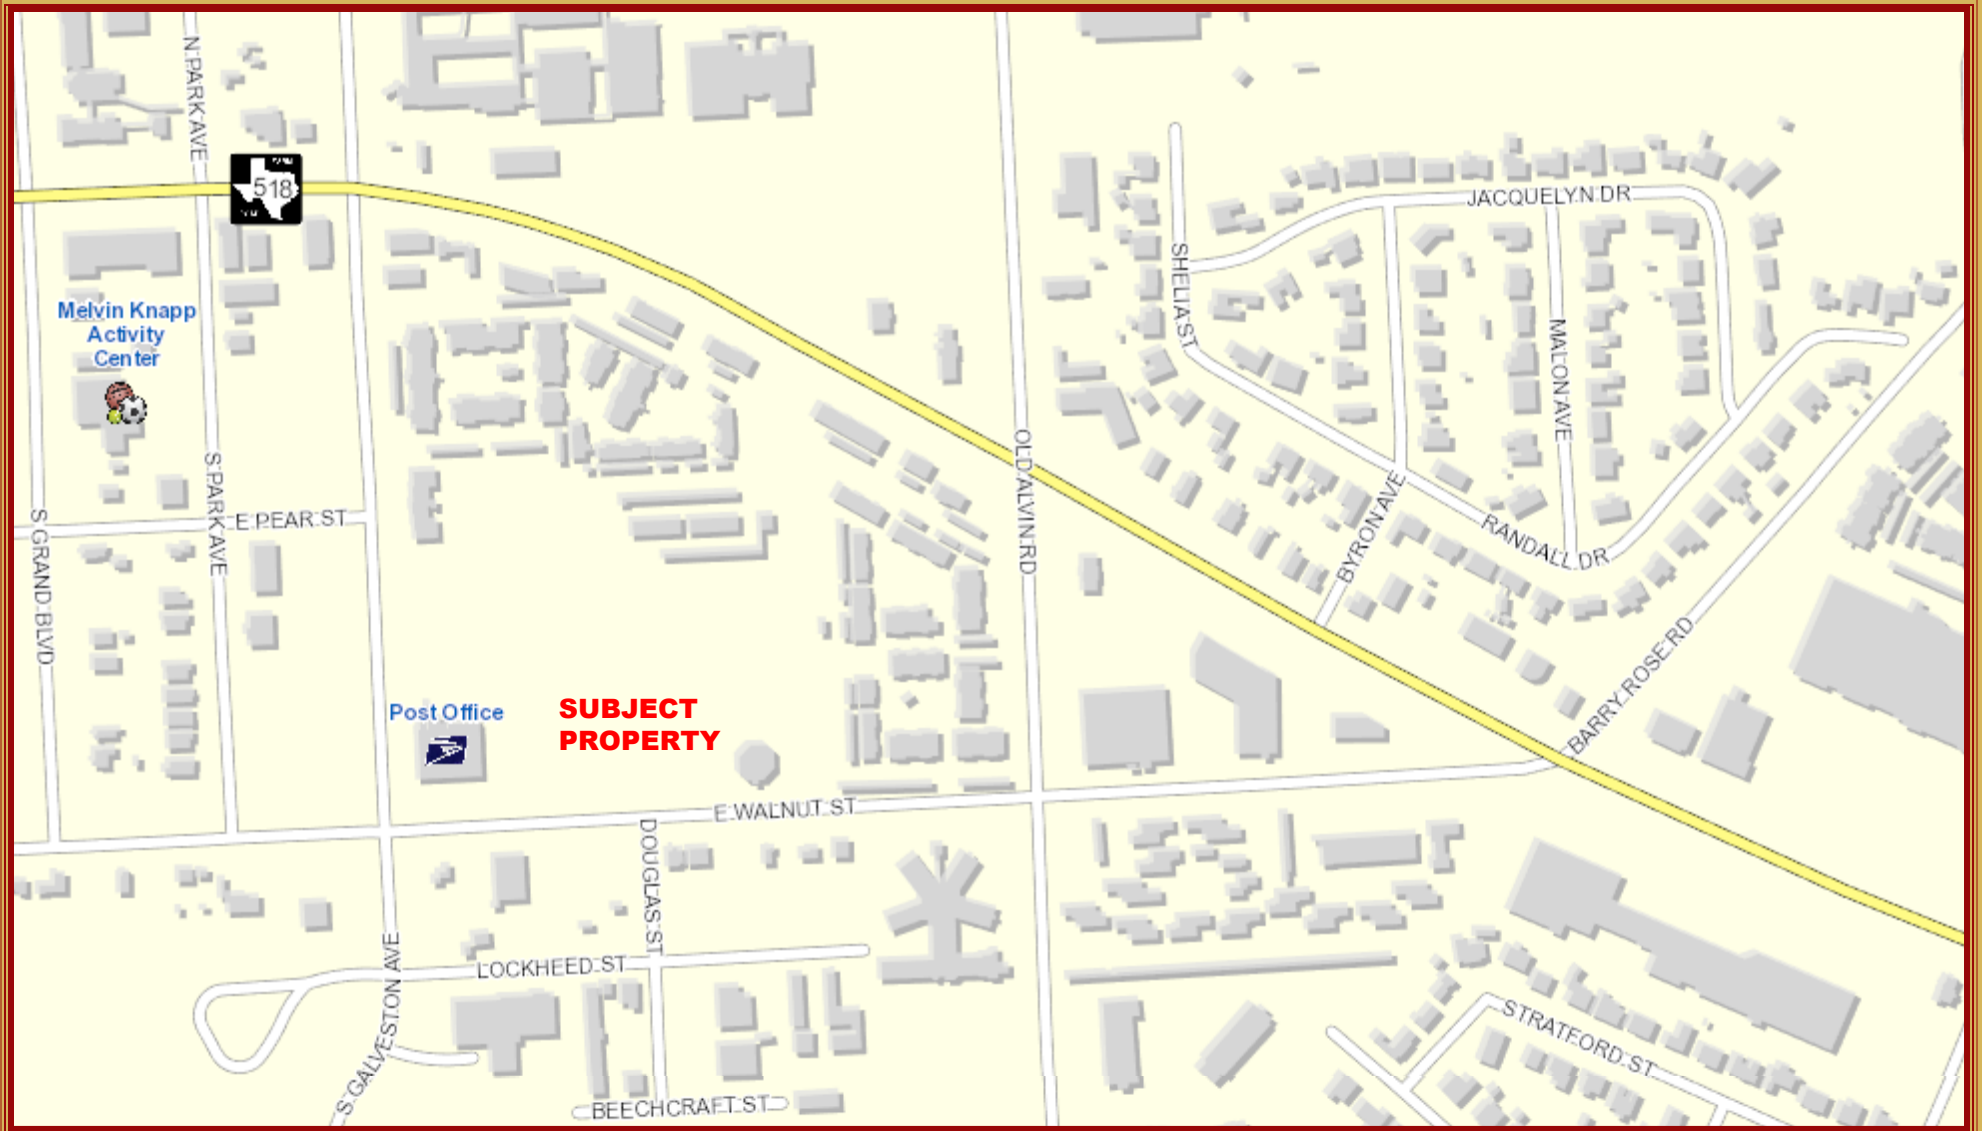 N PARK AVE
518
JACQUELYN DR
SHELIA ST
Melvin Knapp
Activity
Center
MALON AVE
OLD ALVIN RD
S PARK AVE
E PEAR ST
S GRAND BLVD
BYRON AVE
RANDALL DR
BARRY ROSE RD
Post Office
SUBJECT
PROPERTY
E WALNUT ST
DOUGLAS ST
LOCKHEED ST
S GALVESTON AVE
STRATFORD ST
BEECHCRAFT ST